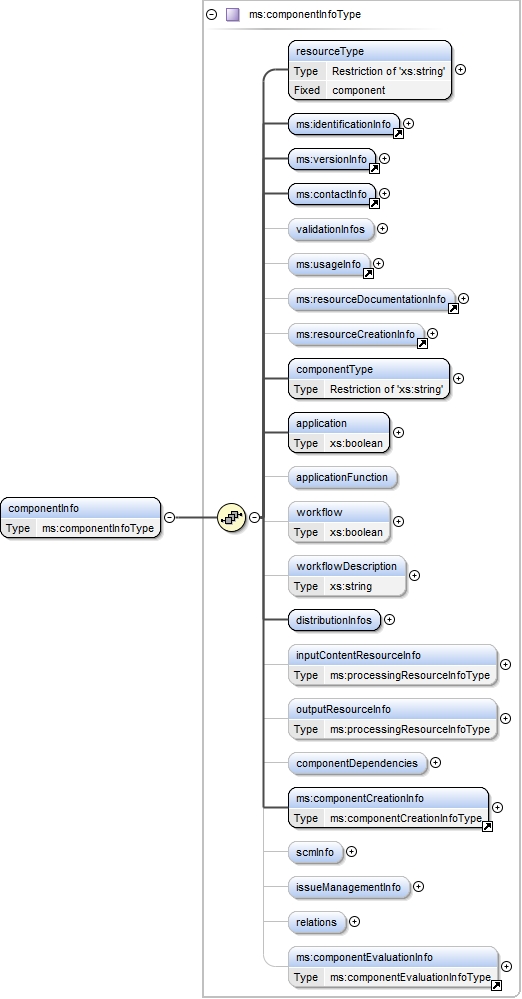 ms:componentInfoType
resourceType
Type Restriction of 'xs:string'
Fixed component
ms:identificationInfo
ms:versionInfo
ms:contactInfo
validationInfos
ms:usageInfo
ms:resourceDocumentationInfo
ms:resourceCreationInfo
componentType
Type Restriction of 'xs:string'
application
Type xs:boolean
applicationFunction
componentInfo
Type ms:componentInfoType
workflow
Type xs:boolean
workflowDescription
Type xs:string
distributionInfos
inputContentResourceInfo
Type ms:processingResourceInfoType
outputResourceInfo
Type ms:processingResourceInfoType
componentDependencies
ms:componentCreationInfo
Type ms:componentCreationInfoType
scmInfo
issueManagementInfo
relations
ms:componentEvaluationInfo
Type ms:componentEvaluationInfoType